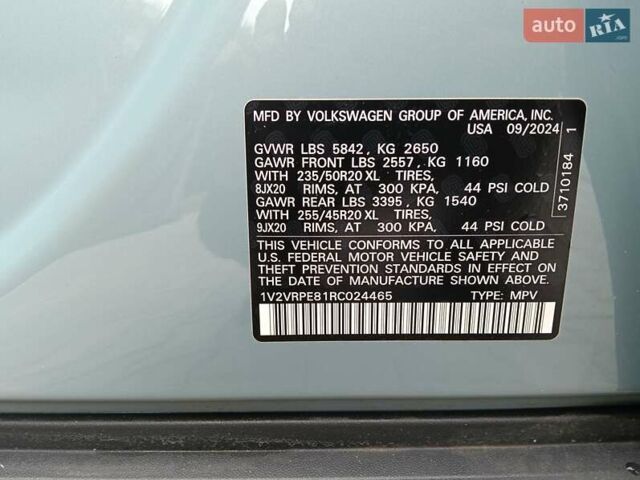 auto RIA .com
MFD BY VOLKSWAGEN GROUP OF AMERICA, INC.
USA 09/2024
GVWR LBS 5842, KG 2650
GAWR FRONT LBS 2557, KG 1160
WITH 235/50R20 XL TIRES,
8JX20 RIMS, AT 300 KPA, 44 PSI COLD
GAWR REAR LBS 3395, KG 1540
WITH 255/45R20 XL TIRES,
9JX20 RIMS, AT 300 KPA, 44 PSI COLD
THIS VEHICLE CONFORMS TO ALL APPLICABLE
U.S. FEDERAL MOTOR VEHICLE SAFETY AND
THEFT PREVENTION STANDARDS IN EFFECT ON
THE DATE OF MANUFACTURE SHOWN ABOVE
1V2VRPE81RC024465 TYPE: MPV
3710184 1